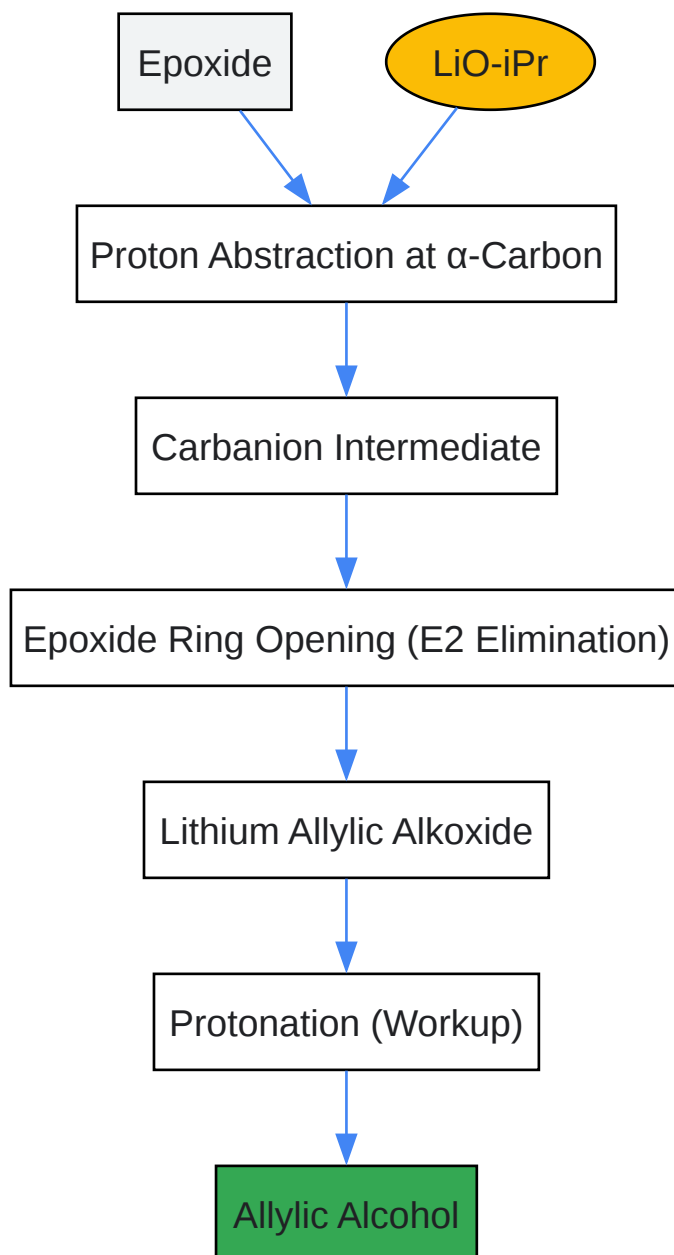 Epoxide
LiO-iPr
Proton Abstraction at α-Carbon
Carbanion Intermediate
Epoxide Ring Opening (E2 Elimination)
Lithium Allylic Alkoxide
Protonation (Workup)
Allylic Alcohol